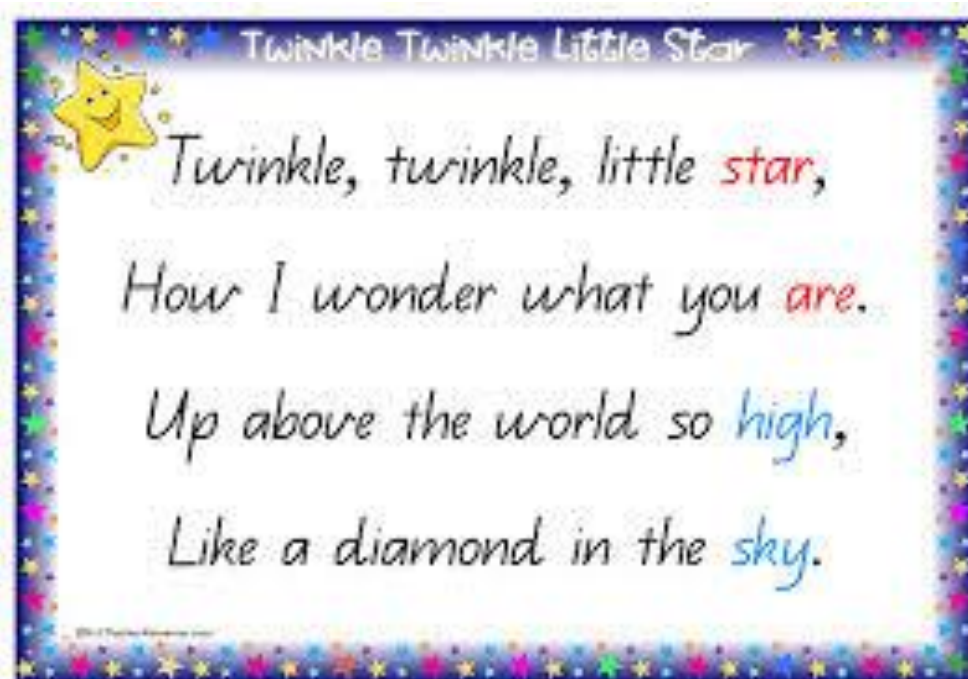 Twinkle Twinkle Little Star
Twinkle, twinkle, little star,
How I wonder what you are.
Up above the world so high,
Like a diamond in the sky.